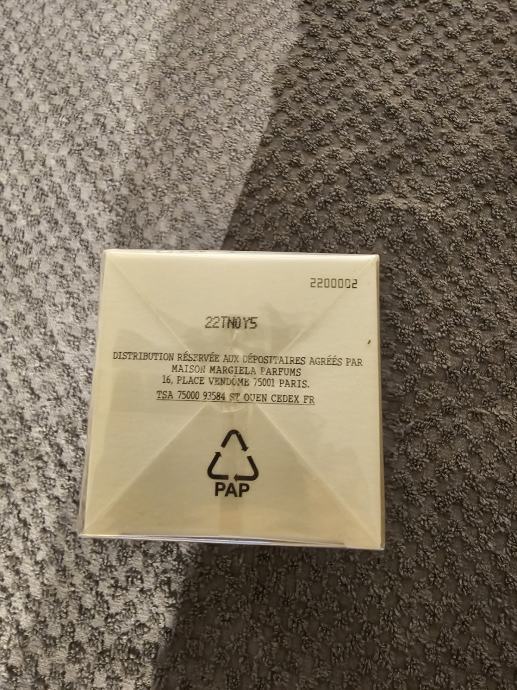 2200002
22TN0Y5
DISTRIBUTION RÉSERVÉE AUX DÉPOSITAIRES AGRÉÉS PAR
MAISON MARGIELA PARFUMS
16, PLACE VENDOME 75001 PARIS.
TSA 75000 93584 ST OUEN CEDEX FR
PAP